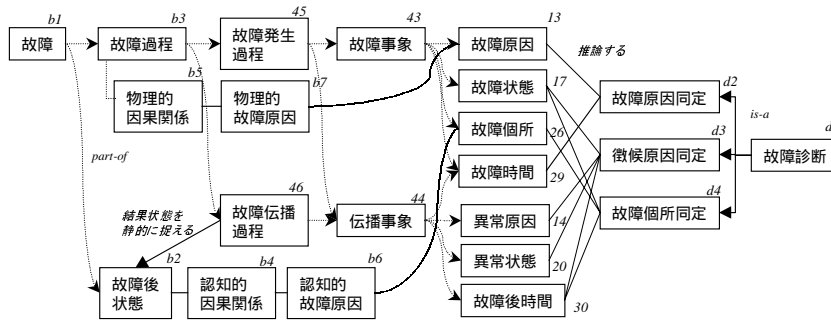 b1
故障
b3
故障過程
45
故障発生
過程
43
故障事象
13
故障原因
推論する
b5
物理的
因果関係
b7
物理的
故障原因
17
故障状態
d2
故障原因同定
is-a
26
故障個所
d3
徴候原因同定
d
故障診断
part-of
29
故障時間
46
故障伝播
過程
44
伝播事象
d4
故障個所同定
結果状態を
静的に捉える
14
異常原因
b2
故障後
状態
b4
認知的
因果関係
b6
認知的
故障原因
20
異常状態
30
故障後時間